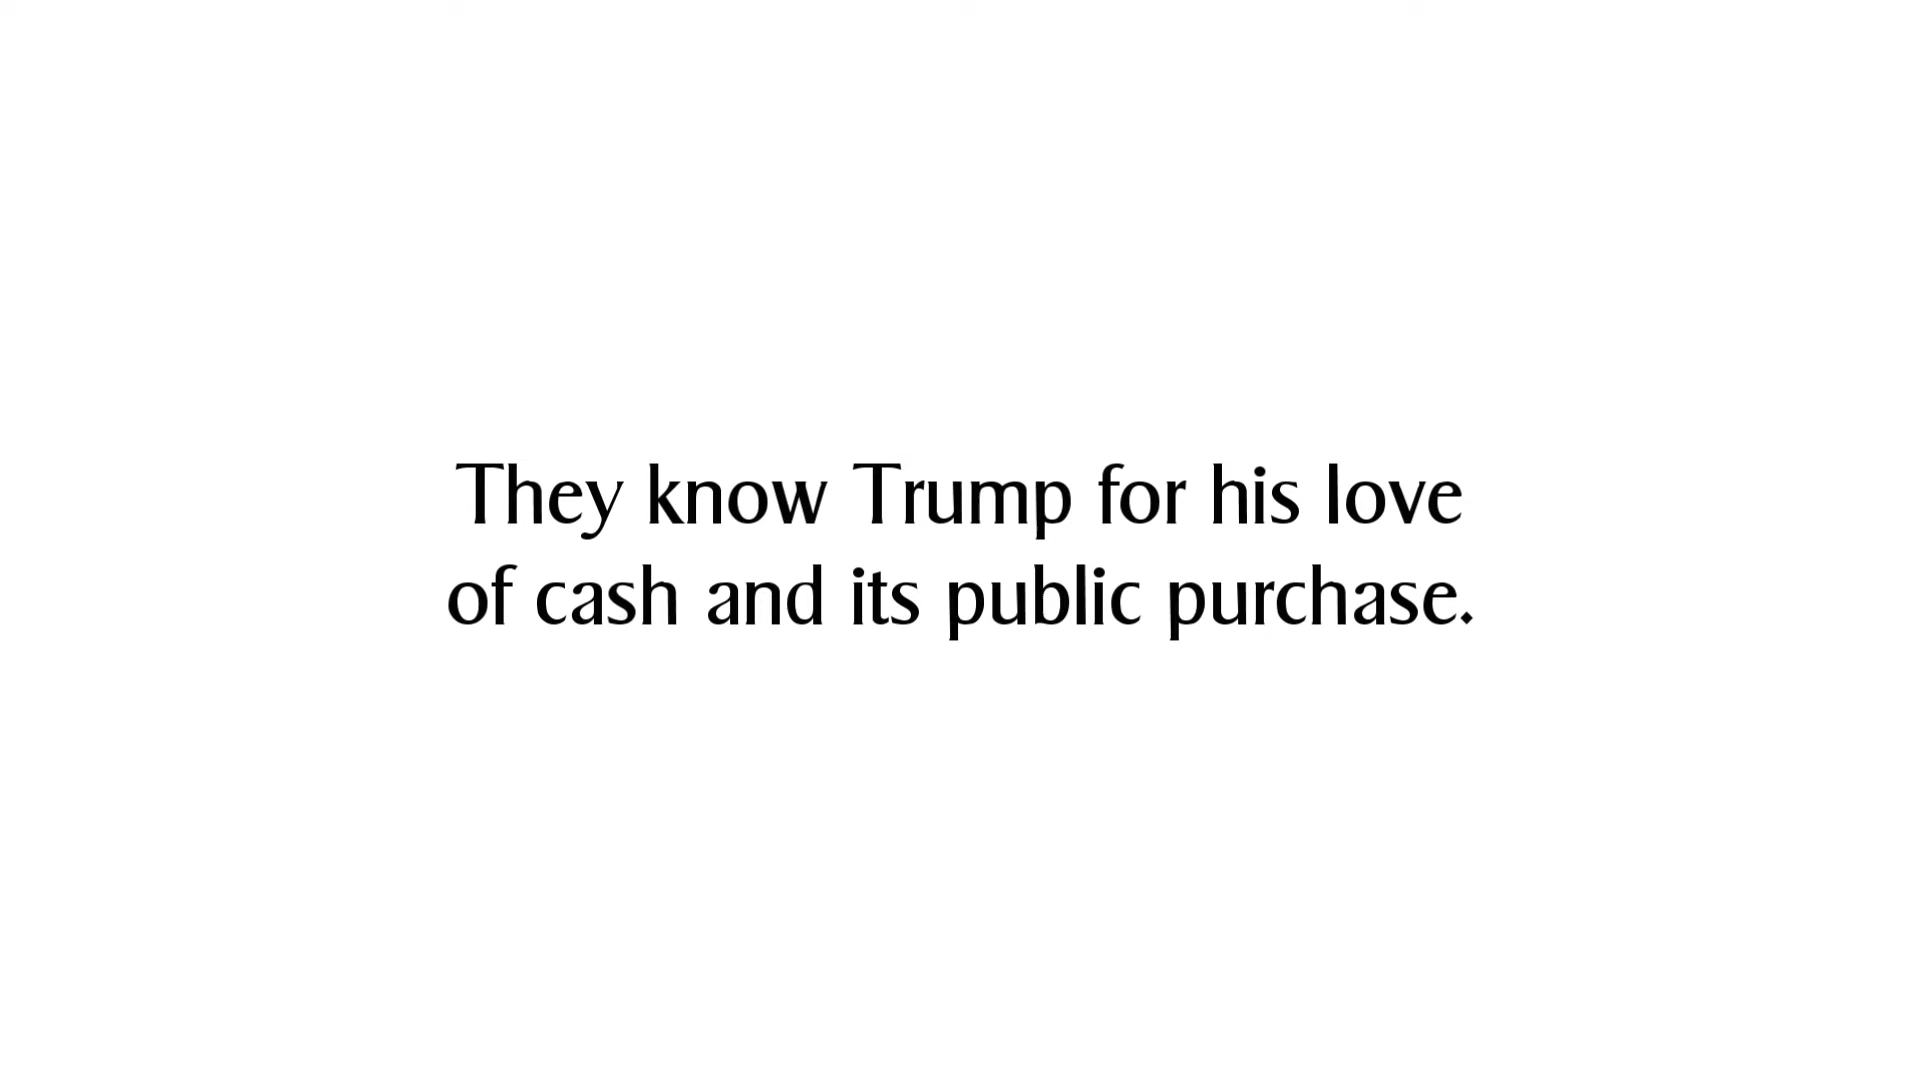 They know Trump for his love
of cash and its public purchase.